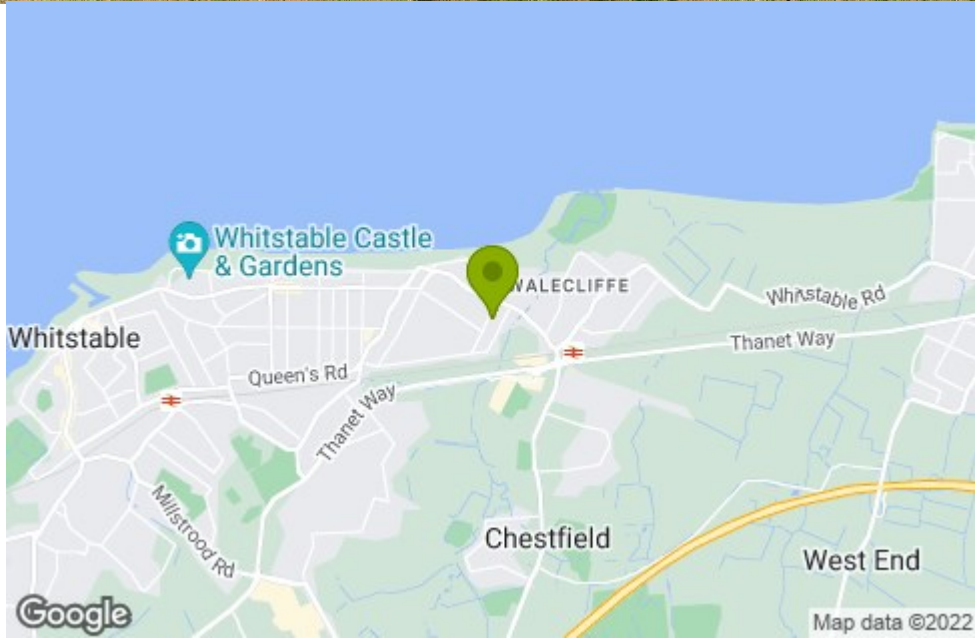 Whitstable Castle
& Gardens
WALECLIFFE
Whitstable Rd
Whitstable
Thanet Way
Queen's Rd
Thanet Way
Millstrood Rd
Chestfield
West End
Google
Map data ©2022